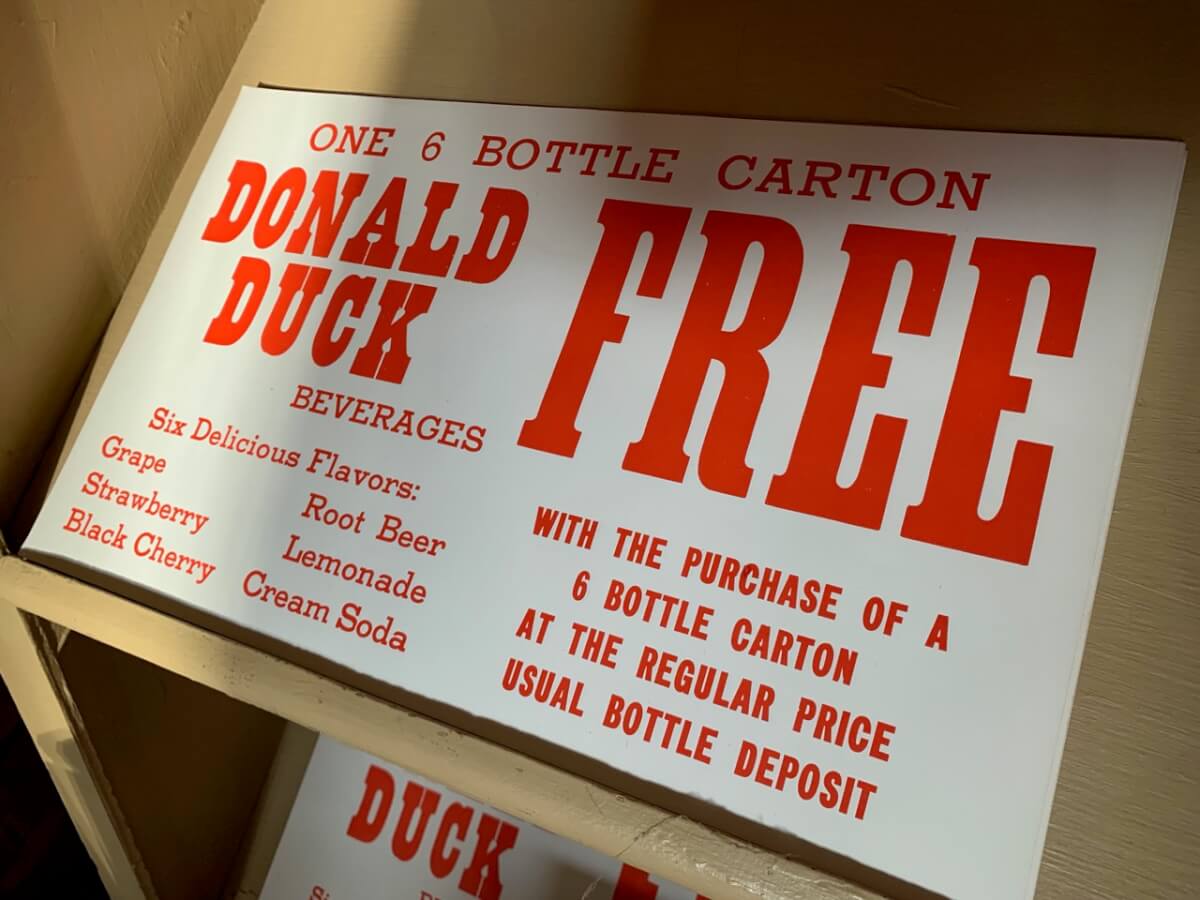 ONE 6 BOTTLE CARTON
DONALD
DUCK
BEVERAGES
Six Delicious Flavors:
Grape
Strawberry
Black Cherry
Root Beer
Lemonade
Cream Soda
FREE
WITH THE PURCHASE OF A
6 BOTTLE CARTON
AT THE REGULAR PRICE
USUAL BOTTLE DEPOSIT
DUCK